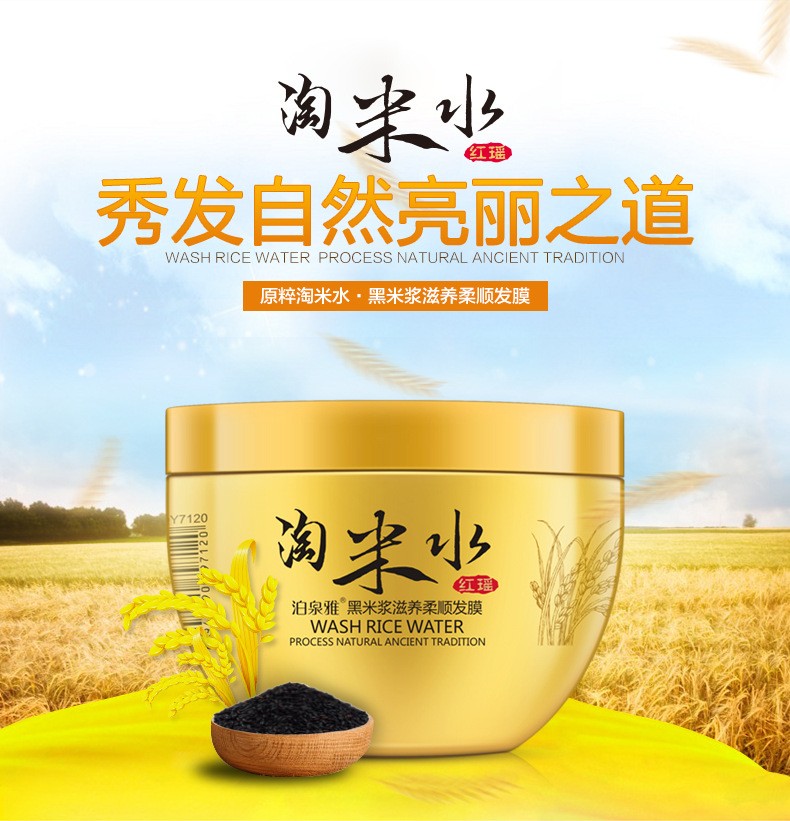 淘米水
红瑶
秀发自然亮丽之道
WASH RICE WATER PROCESS NATURAL ANCIENT TRADITION
原粹淘米水·黑米浆滋养柔顺发膜
Y7120
淘米水
红瑶
泊泉雅®黑米浆滋养柔顺发膜
WASH RICE WATER
PROCESS NATURAL ANCIENT TRADITION